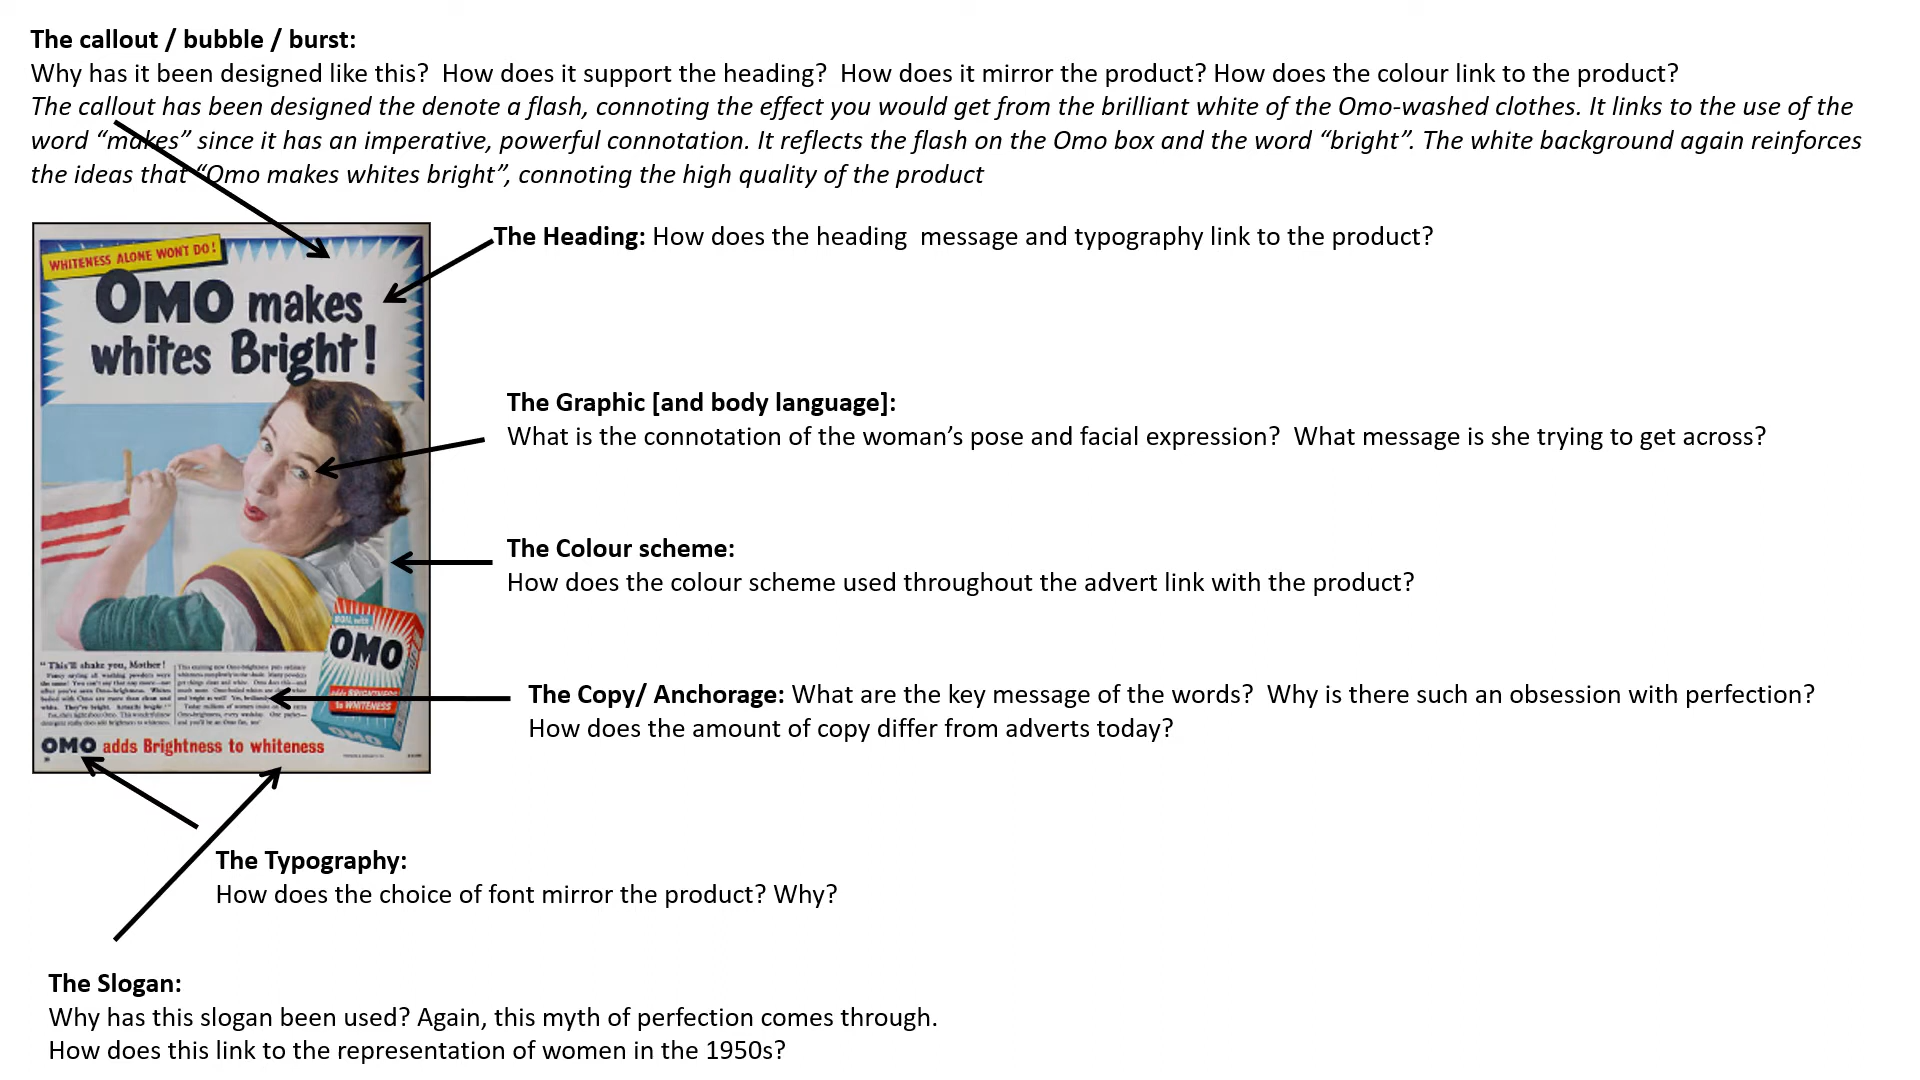 The callout / bubble / burst:
Why has it been designed like this?  How does it support the heading?  How does it mirror the product? How does the colour link to the product?
The callout has been designed the denote a flash, connoting the effect you would get from the brilliant white of the Omo-washed clothes. It links to the use of the
word “makes” since it has an imperative, powerful connotation. It reflects the flash on the Omo box and the word “bright”. The white background again reinforces
the ideas that “Omo makes whites bright”, connoting the high quality of the product
The Heading: How does the heading  message and typography link to the product?
WHITENESS ALONE WON'T DO!
OMO makes
whites Bright!
The Graphic [and body language]:
What is the connotation of the woman’s pose and facial expression?  What message is she trying to get across?
The Colour scheme:
How does the colour scheme used throughout the advert link with the product?
BOIL with
OMO
adds BRIGHTNESS
to WHITENESS
OMO
"This'll shake you, Mother!
The Copy/ Anchorage: What are the key message of the words?  Why is there such an obsession with perfection?
How does the amount of copy differ from adverts today?
OMO adds Brightness to whiteness
The Typography:
How does the choice of font mirror the product? Why?
The Slogan:
Why has this slogan been used? Again, this myth of perfection comes through.
How does this link to the representation of women in the 1950s?